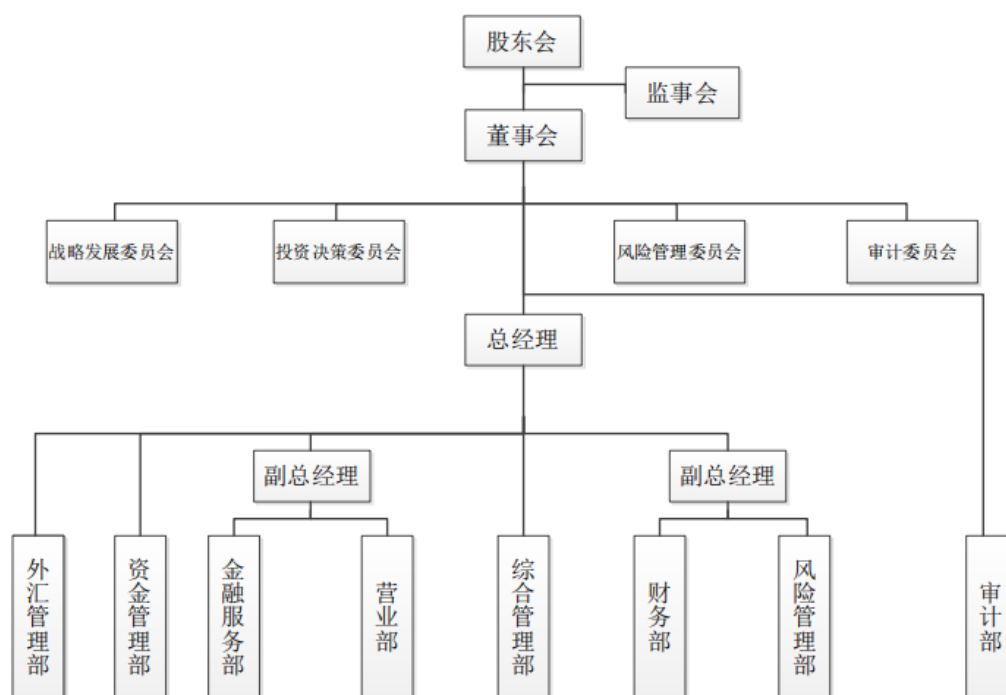 股东会
监事会
董事会
战略发展委员会
投资决策委员会
风险管理委员会
审计委员会
总经理
副总经理
副总经理
外汇管理部
资金管理部
金融服务部
营业部
综合管理部
财务部
风险管理部
审计部